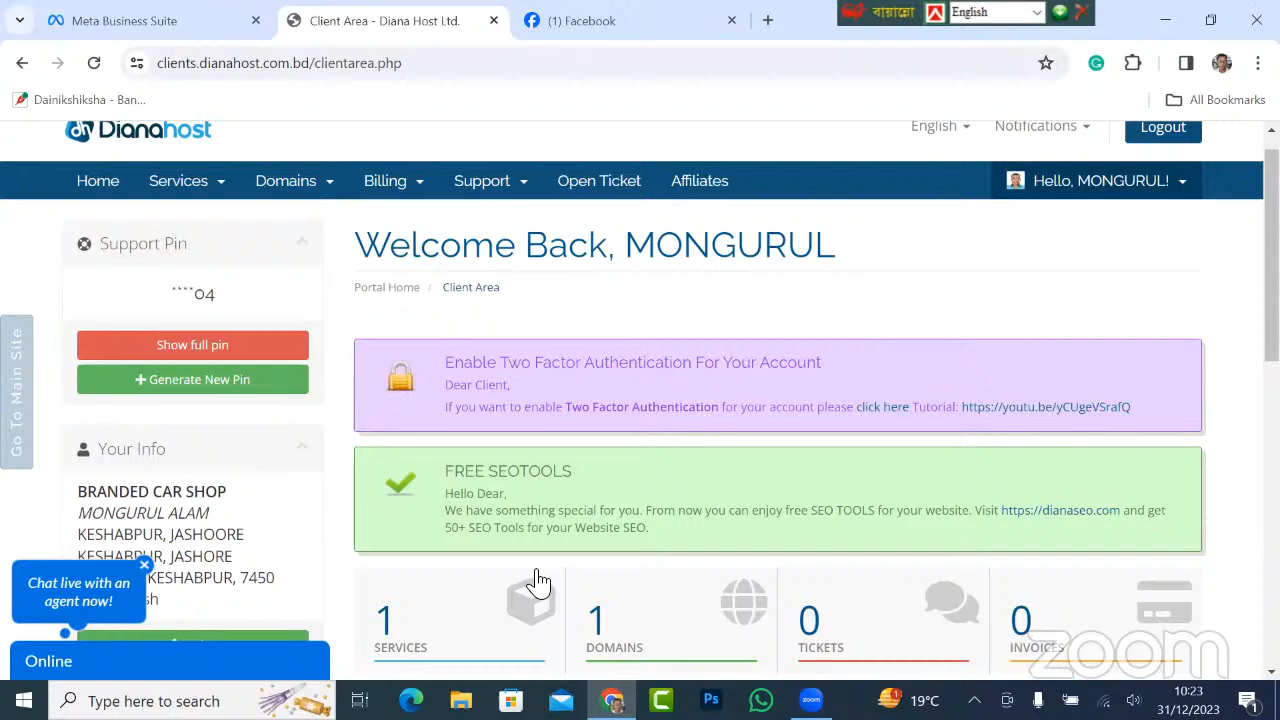 Meta Business Suite
Client Area - Diana Host Ltd.
(1) Facebook
বায়ান্নো
English
clients.dianahost.com.bd/clientarea.php
Dainikshiksha - Ban...
All Bookmarks
Dianahost
English
Notifications
Logout
Home
Services
Domains
Billing
Support
Open Ticket
Affiliates
Hello, MONGURUL!
Support Pin
****04
Show full pin
Generate New Pin
Go To Main Site
Your Info
BRANDED CAR SHOP
MONGURUL ALAM
KESHABPUR, JASHOORE
KESHABPUR, JASHORE
KESHABPUR, 7450
sh
Chat live with an
agent now!
Online
Welcome Back, MONGURUL
Portal Home / Client Area
Enable Two Factor Authentication For Your Account
Dear Client,
If you want to enable Two Factor Authentication for your account please click here Tutorial: https://youtu.be/yCUgeVSrafQ
FREE SEOTOOLS
Hello Dear,
We have something special for you. From now you can enjoy free SEO TOOLS for your website. Visit https://dianaseo.com and get
50+ SEO Tools for your Website SEO.
1
SERVICES
1
DOMAINS
0
TICKETS
0
INVOICES
zoom
Type here to search
Ps
zoom
1
19°C
10:23
31/12/2023
1